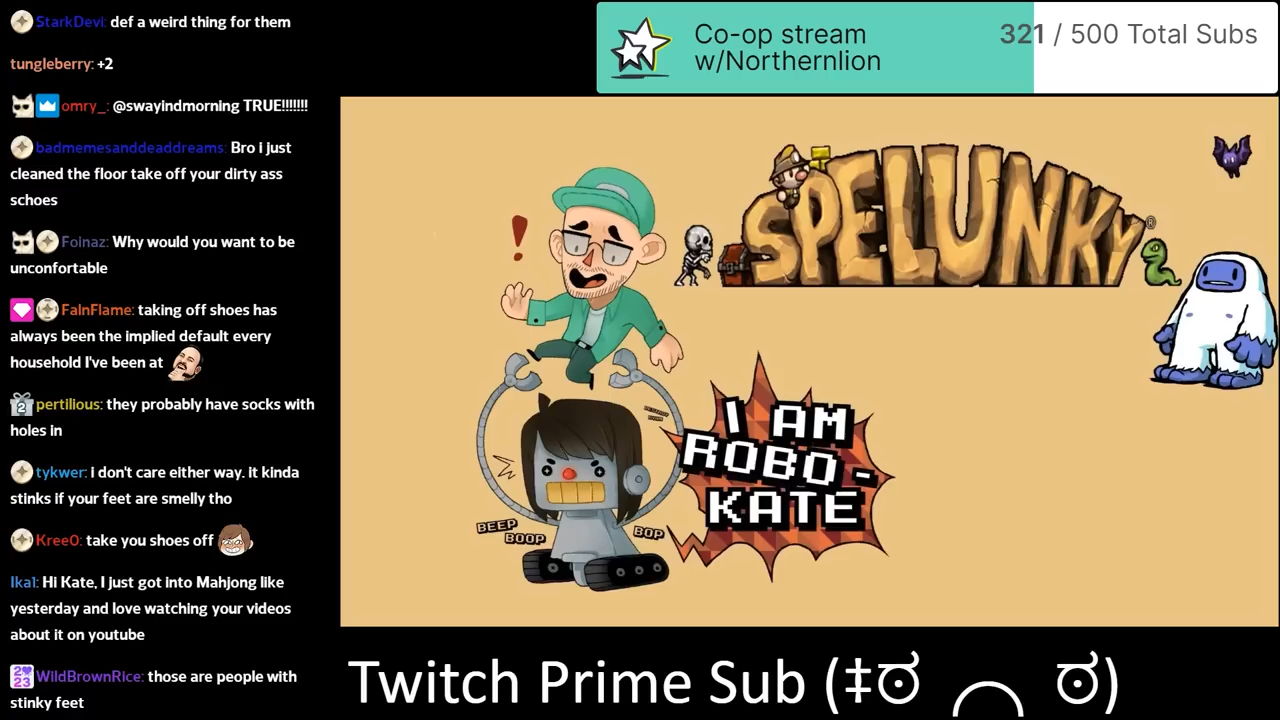 StarkDevi: def a weird thing for them
tungleberry: +2
omry_: @swayindmorning TRUE!!!!!!!
badmemesanddeaddreams: Bro i just
cleaned the floor take off your dirty ass
schoes
Foinaz: Why would you want to be
unconfortable
FalnFlame: taking off shoes has
always been the implied default every
household I've been at
2 pertilious: they probably have socks with
holes in
tykwer: i don't care either way. it kinda
stinks if your feet are smelly tho
KreeO: take you shoes off
Ika1: Hi Kate, I just got into Mahjong like
yesterday and love watching your videos
about it on youtube
WildBrownRice: those are people with
stinky feet
Co-op stream
w/Northernlion
321 / 500 Total Subs
SPELUNKY®
!
I AM
ROBO-
KATE
BEEP
BOOP
BOP
Twitch Prime Sub (‡ಠ ⁔ ಠ)